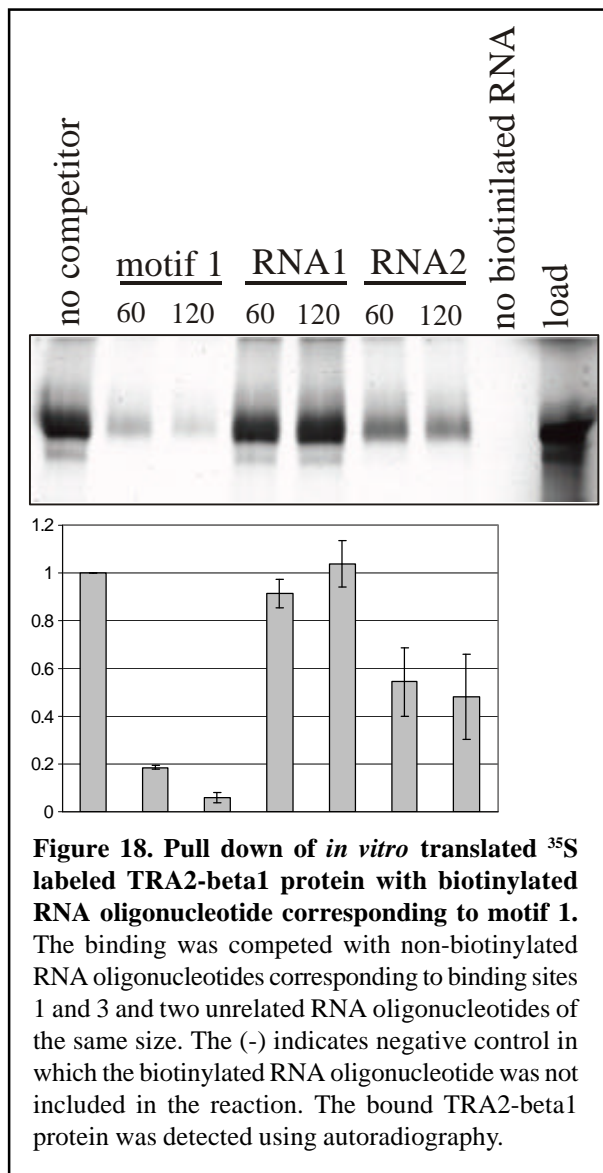 no competitor
motif 1
RNA1
RNA2
no biotinilated RNA
load
60 120 60 120 60 120
1.2
1
0.8
0.6
0.4
0.2
0
Figure 18. Pull down of in vitro translated ³⁵S
labeled TRA2-beta1 protein with biotinylated
RNA oligonucleotide corresponding to motif 1.
The binding was competed with non-biotinylated
RNA oligonucleotides corresponding to binding sites
1 and 3 and two unrelated RNA oligonucleotides of
the same size. The (-) indicates negative control in
which the biotinylated RNA oligonucleotide was not
included in the reaction. The bound TRA2-beta1
protein was detected using autoradiography.